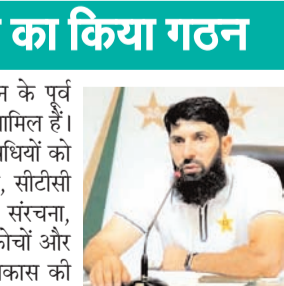 का किया गठन
के पूर्व
हैं।
को
सीटीसी
संरचना,
और
की